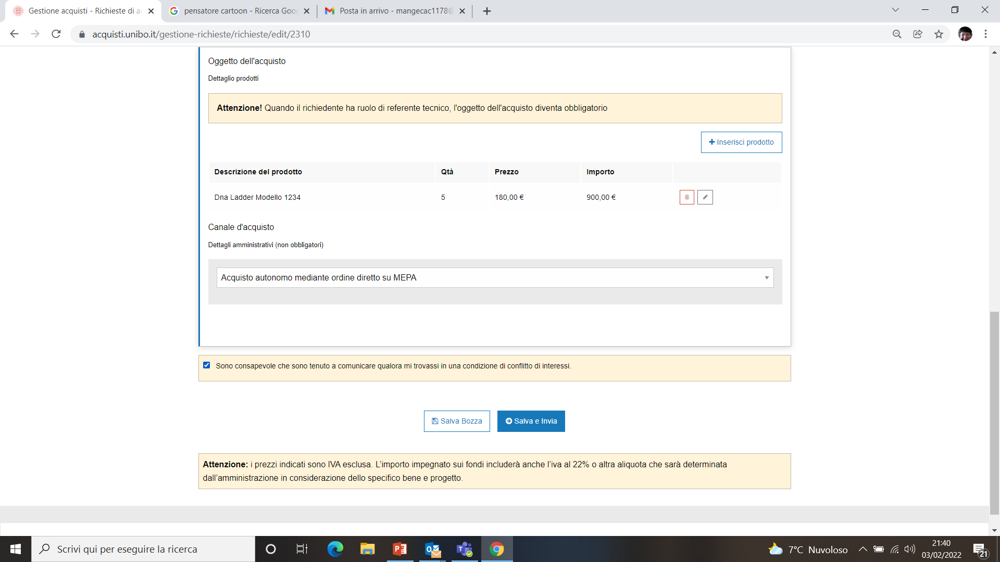 Gestione acquisti - Richieste di ac
pensatore cartoon - Ricerca Goo
Posta in arrivo - mangecac1178@
acquisti.unibo.it/gestione-richieste/richieste/edit/2310
Oggetto dell'acquisto
Dettaglio prodotti
Attenzione! Quando il richiedente ha ruolo di referente tecnico, l'oggetto dell'acquisto diventa obbligatorio
Inserisci prodotto
Descrizione del prodotto Qtà Prezzo Importo
Dna Ladder Modello 1234 5 180,00 € 900,00 €
Canale d'acquisto
Dettagli amministrativi (non obbligatori)
Acquisto autonomo mediante ordine diretto su MEPA
Sono consapevole che sono tenuto a comunicare qualora mi trovassi in una condizione di conflitto di interessi.
Salva Bozza Salva e Invia
Attenzione: i prezzi indicati sono IVA esclusa. L’importo impegnato sui fondi includerà anche l’iva al 22% o altra aliquota che sarà determinata
dall’amministrazione in considerazione dello specifico bene e progetto.
Scrivi qui per eseguire la ricerca
7°C Nuvoloso
21:40
03/02/2022
21